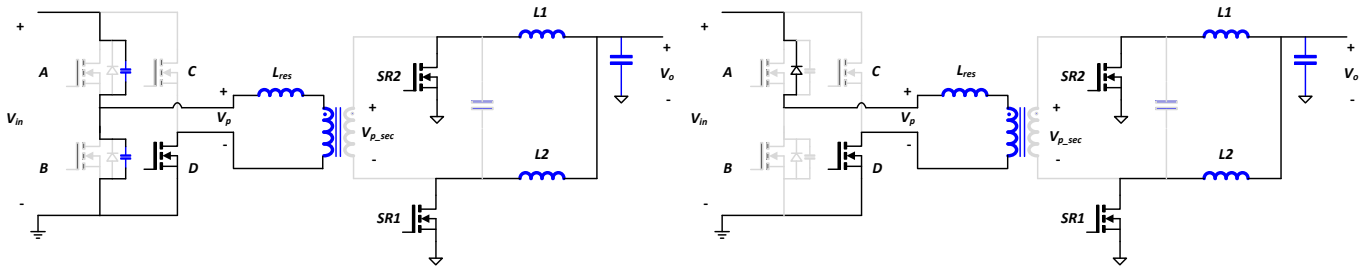 L1
+
+
A
C
SR2
Lres
+
Vo
+
-
Vin
Vp
Vp_sec
-
-
B
D
L2
-
SR1
L1
+
+
A
C
SR2
Lres
+
Vo
+
-
Vin
Vp
Vp_sec
-
-
B
D
L2
-
SR1